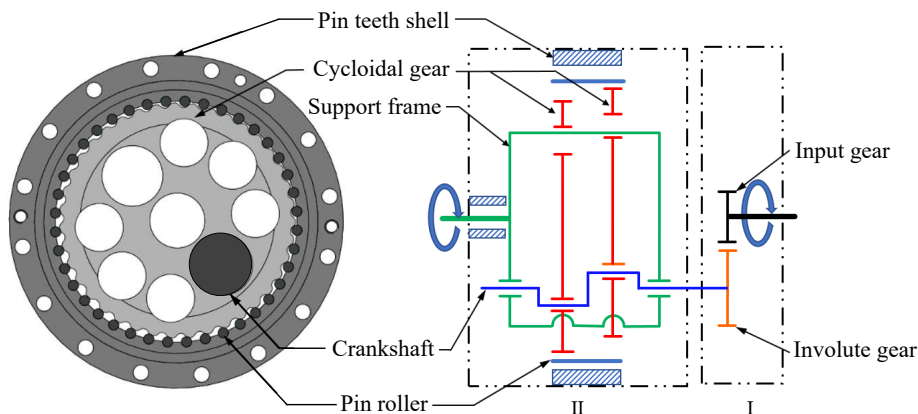 Pin teeth shell
Cycloidal gear
Support frame
Input gear
Crankshaft
Involute gear
Pin roller
II
I